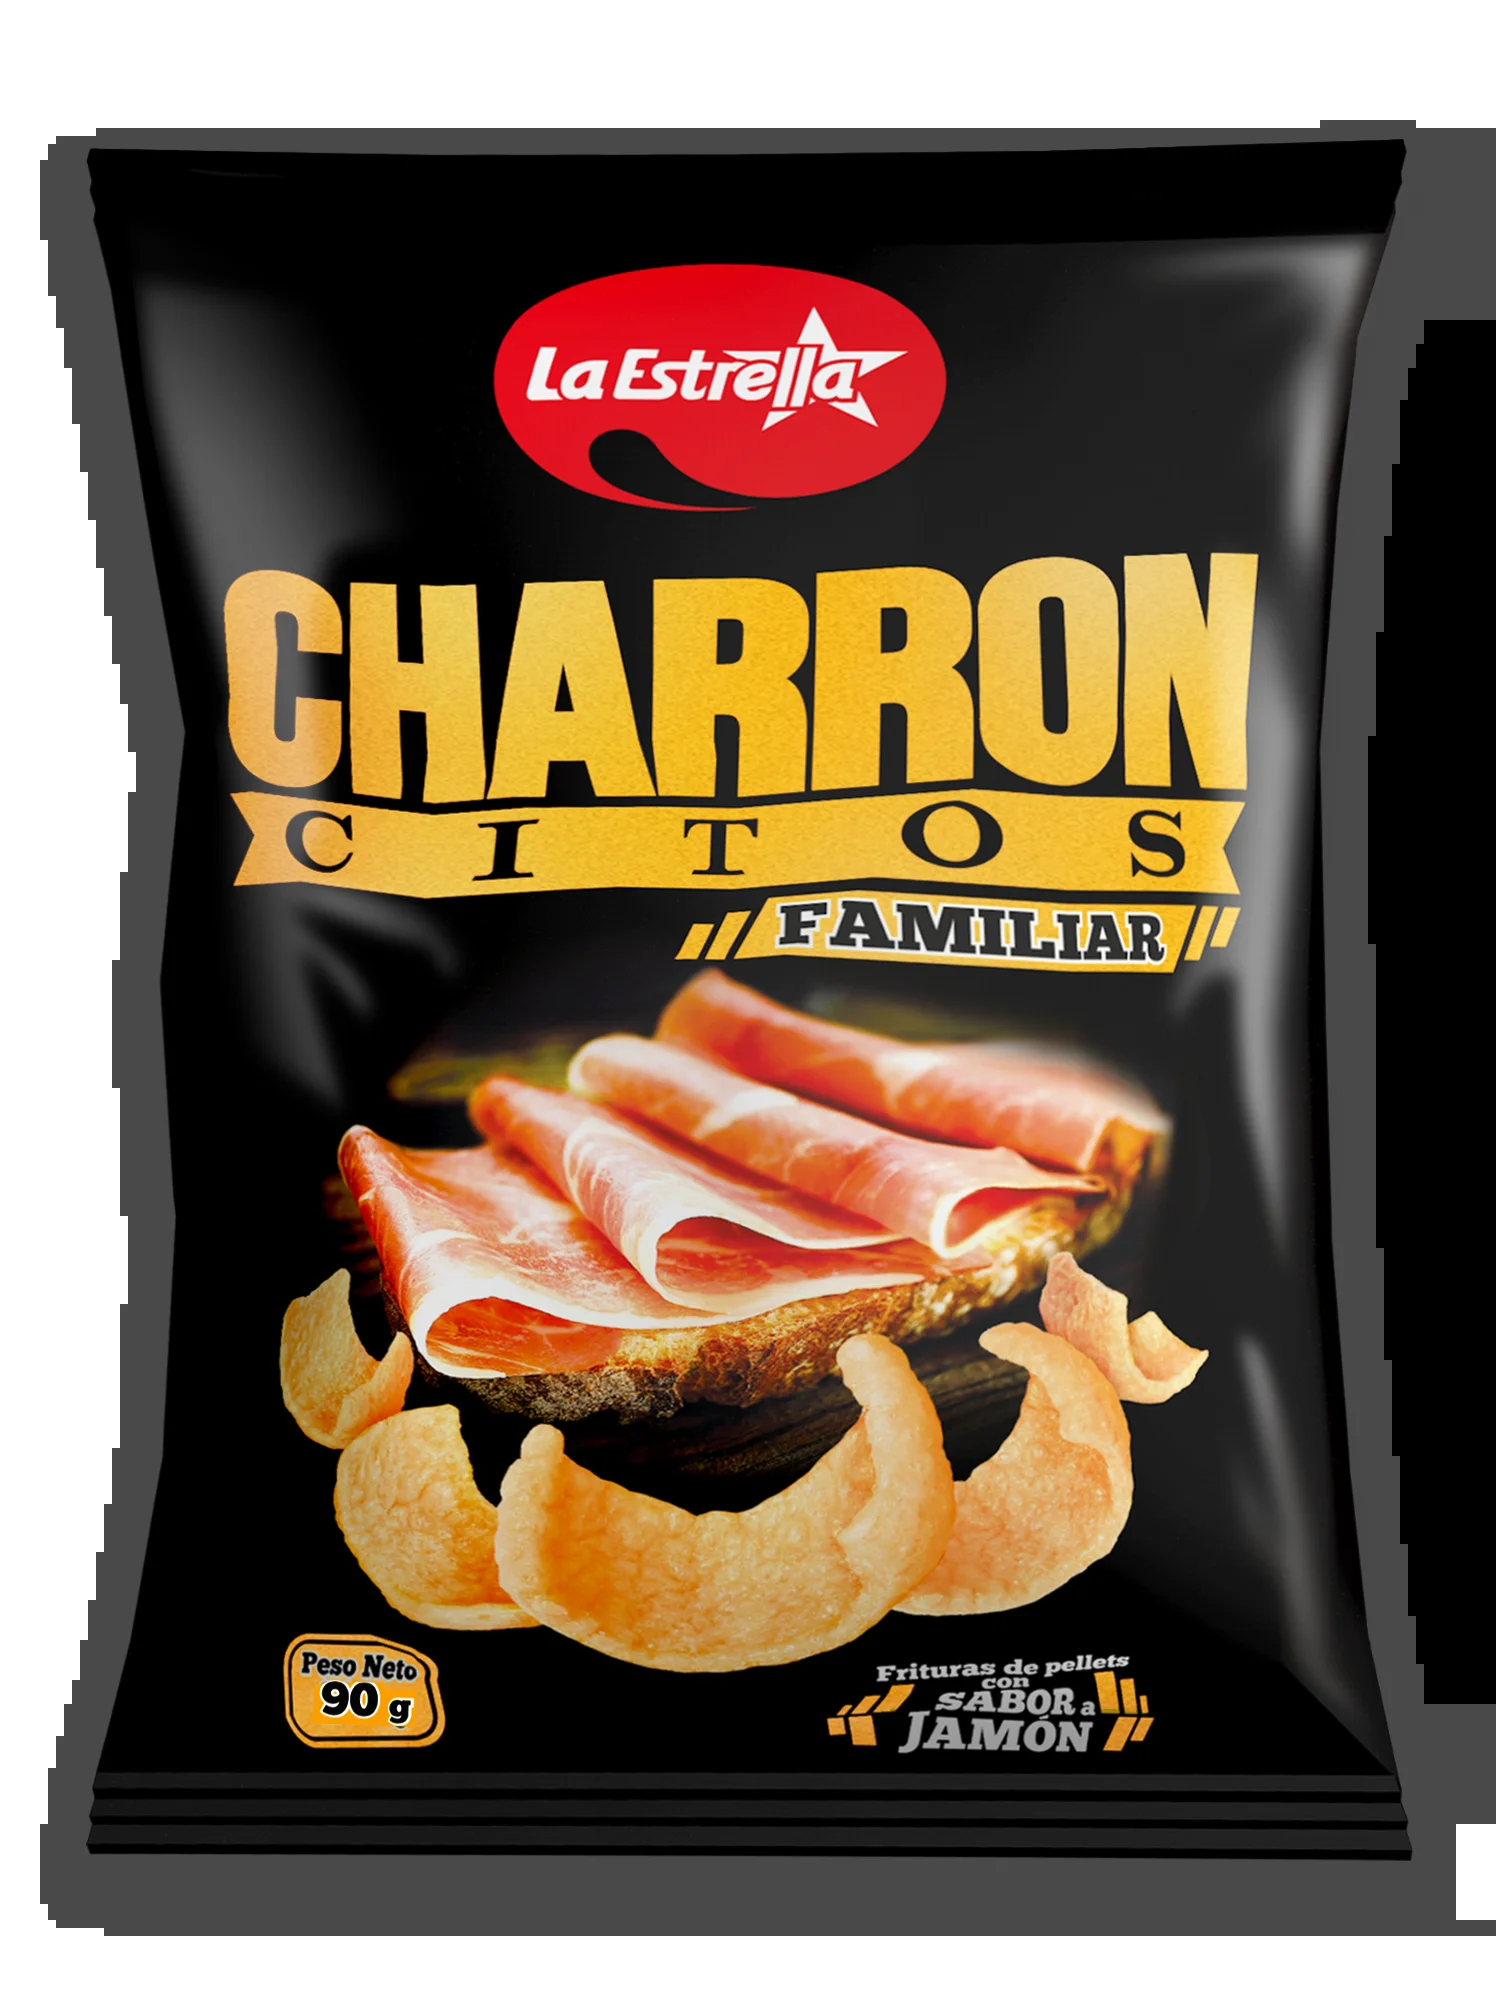 La Estrella
CHARRON
CITOS
FAMILIAR
Peso Neto
90 g
Frituras de pellets
con
SABOR a
JAMÓN